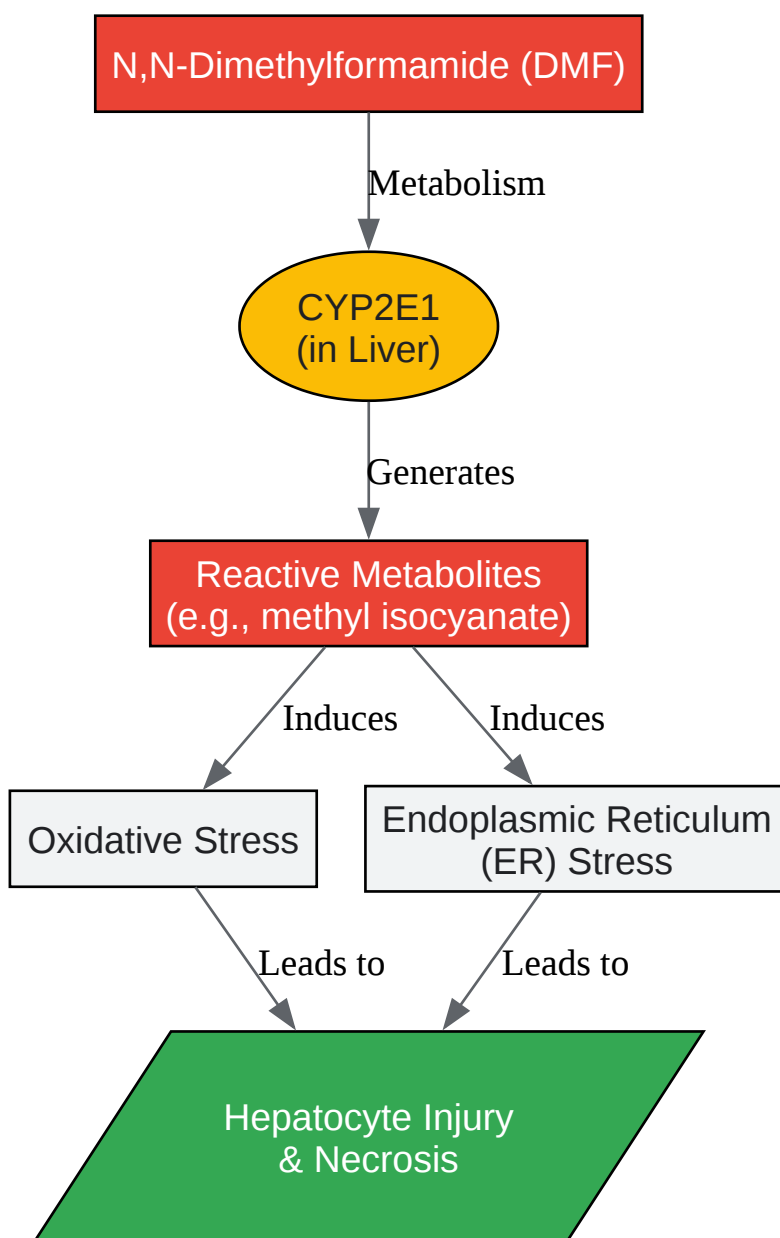 N,N-Dimethylformamide (DMF)
Metabolism
CYP2E1
(in Liver)
Generates
Reactive Metabolites
(e.g., methyl isocyanate)
Induces
Induces
Oxidative Stress
Endoplasmic Reticulum
(ER) Stress
Leads to
Leads to
Hepatocyte Injury
& Necrosis